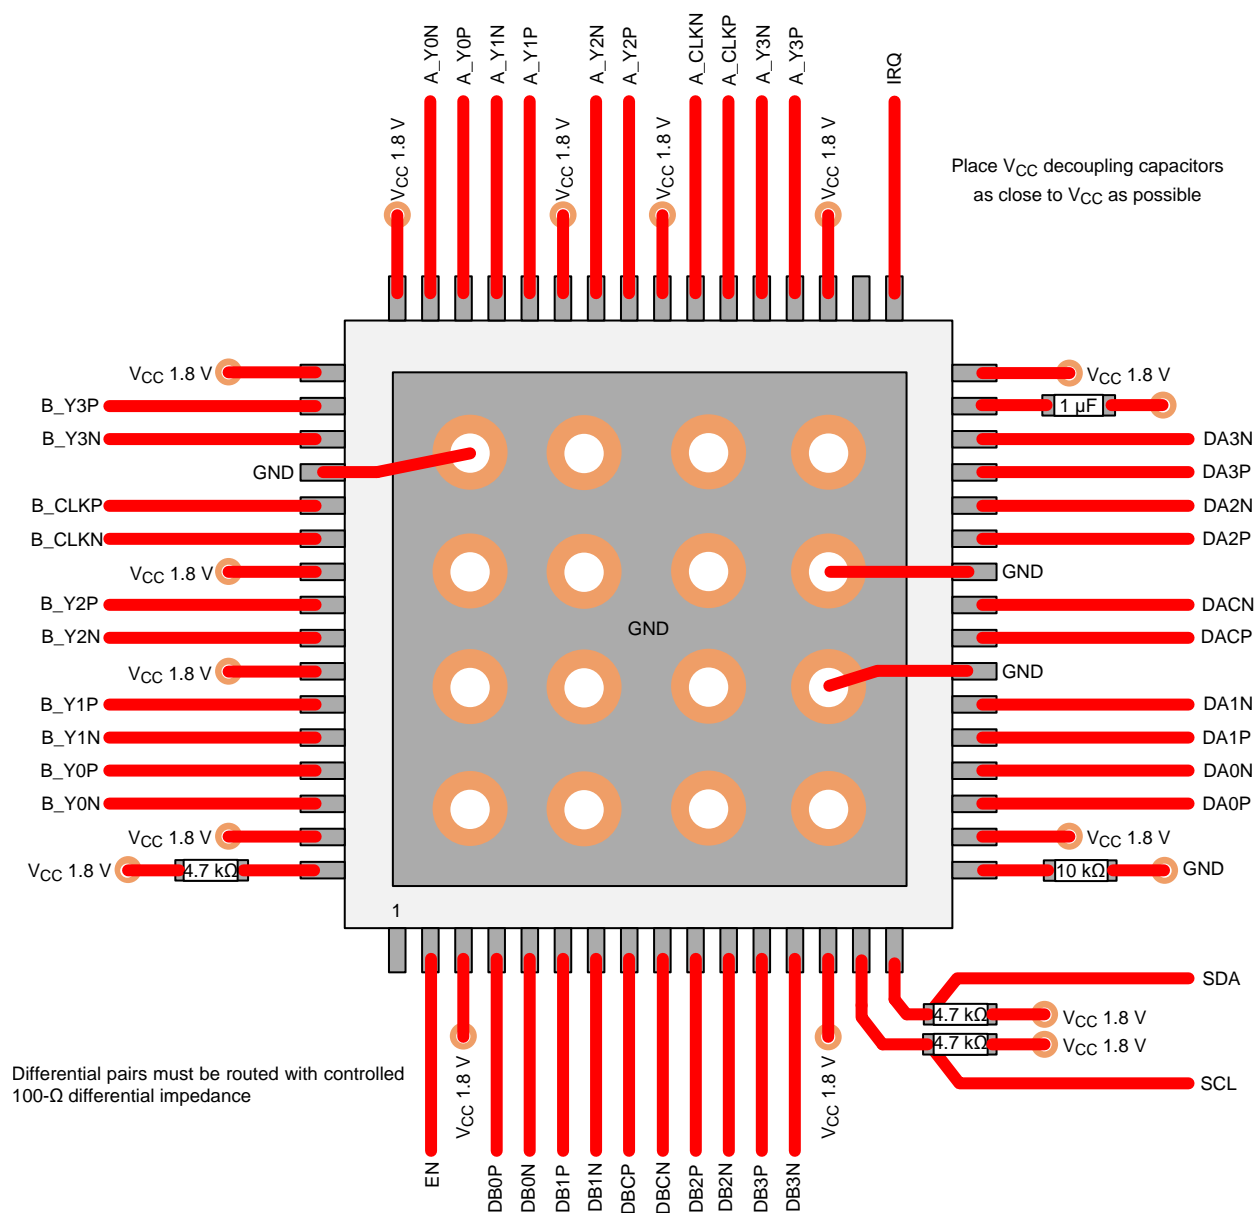 A_Y0N
A_Y0P
A_Y1N
A_Y1P
A_Y2N
A_Y2P
A_CLKN
A_CLKP
A_Y3N
A_Y3P
IRQ
VCC 1.8 V
VCC 1.8 V
VCC 1.8 V
VCC 1.8 V
Place VCC decoupling capacitors
as close to VCC as possible
VCC 1.8 V
B_Y3P
B_Y3N
GND
B_CLKP
B_CLKN
VCC 1.8 V
B_Y2P
B_Y2N
VCC 1.8 V
B_Y1P
B_Y1N
B_Y0P
B_Y0N
VCC 1.8 V
VCC 1.8 V
4.7 kΩ
GND
1
VCC 1.8 V
1 µF
DA3N
DA3P
DA2N
DA2P
GND
DACN
DACP
GND
DA1N
DA1P
DA0N
DA0P
VCC 1.8 V
10 kΩ
GND
SDA
4.7 kΩ
VCC 1.8 V
4.7 kΩ
VCC 1.8 V
SCL
Differential pairs must be routed with controlled
100-Ω differential impedance
EN
VCC 1.8 V
DB0P
DB0N
DB1P
DB1N
DBCP
DBCN
DB2P
DB2N
DB3P
DB3N
VCC 1.8 V